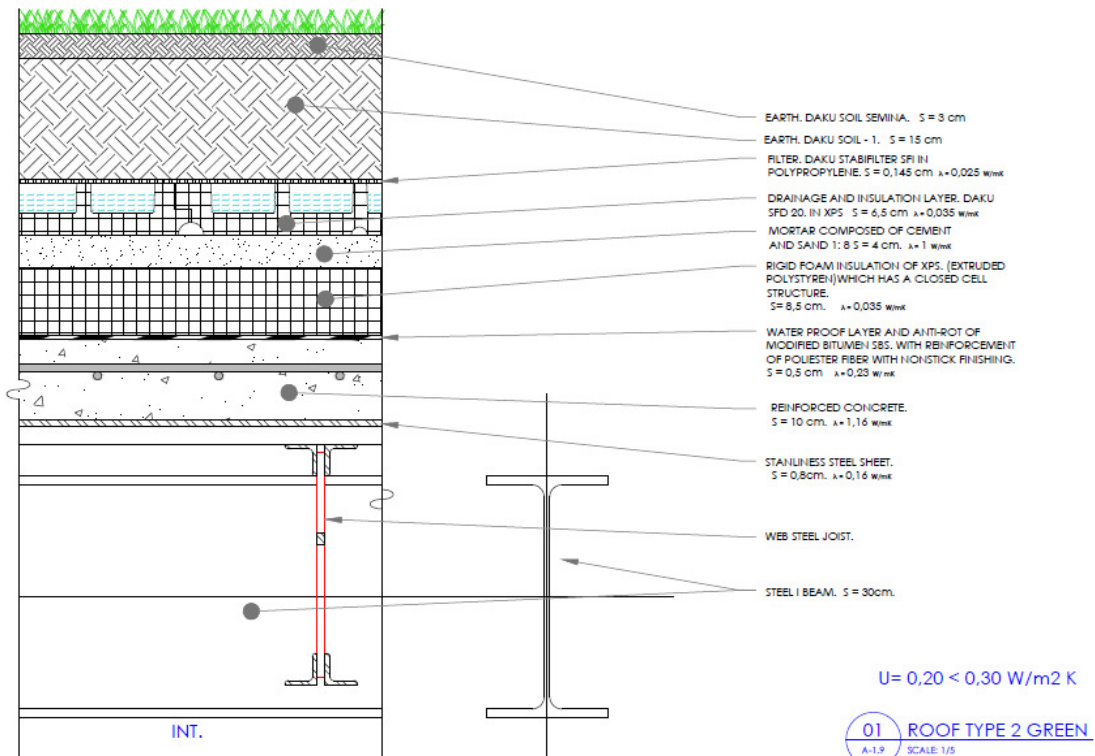 EARTH. DAKU SOIL SEMINA. S = 3 cm
EARTH. DAKU SOIL - 1. S = 15 cm
FILTER. DAKU STABIFILTER SFI IN
POLYPROPYLENE. S = 0,145 cm λ = 0,025 W/mK
DRAINAGE AND INSULATION LAYER. DAKU
SFD 20. IN XPS S = 6,5 cm λ = 0,035 W/mK
MORTAR COMPOSED OF CEMENT
AND SAND 1: 8 S = 4 cm. λ = 1 W/mK
RIGID FOAM INSULATION OF XPS. (EXTRUDED
POLYSTYREN) WHICH HAS A CLOSED CELL
STRUCTURE.
S= 8,5 cm. λ = 0,035 W/mK
WATER PROOF LAYER AND ANTI-ROT OF
MODIFIED BITUMEN SBS. WITH REINFORCEMENT
OF POLIESTER FIBER WITH NONSTICK FINISHING.
S = 0,5 cm λ = 0,23 W/mK
REINFORCED CONCRETE.
S = 10 cm. λ = 1,16 W/mK
STANLINESS STEEL SHEET.
S = 0,8cm. λ = 0,16 W/mK
WEB STEEL JOIST.
STEEL I BEAM. S = 30cm.
INT.
U= 0,20 < 0,30 W/m2 K
01 ROOF TYPE 2 GREEN
A-1.9 SCALE: 1/5